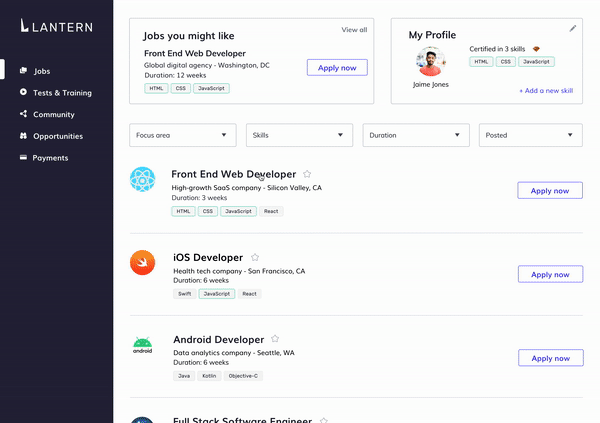 LANTERN
Jobs
Tests & Training
Community
Opportunities
Payments
Jobs you might like
View all
Front End Web Developer
Global digital agency - Washington, DC
Duration: 12 weeks
HTML CSS JavaScript
Apply now
My Profile
Jaime Jones
Certified in 3 skills
HTML CSS JavaScript
+ Add a new skill
Focus area
Skills
Duration
Posted
Front End Web Developer
High-growth SaaS company - Silicon Valley, CA
Duration: 3 weeks
HTML CSS JavaScript React
Apply now
iOS Developer
Health tech company - San Francisco, CA
Duration: 6 weeks
Swift JavaScript React
Apply now
android
Android Developer
Data analytics company - Seattle, WA
Duration: 6 weeks
Java Kotlin Objective-C
Apply now
Full Stack Software Engineer